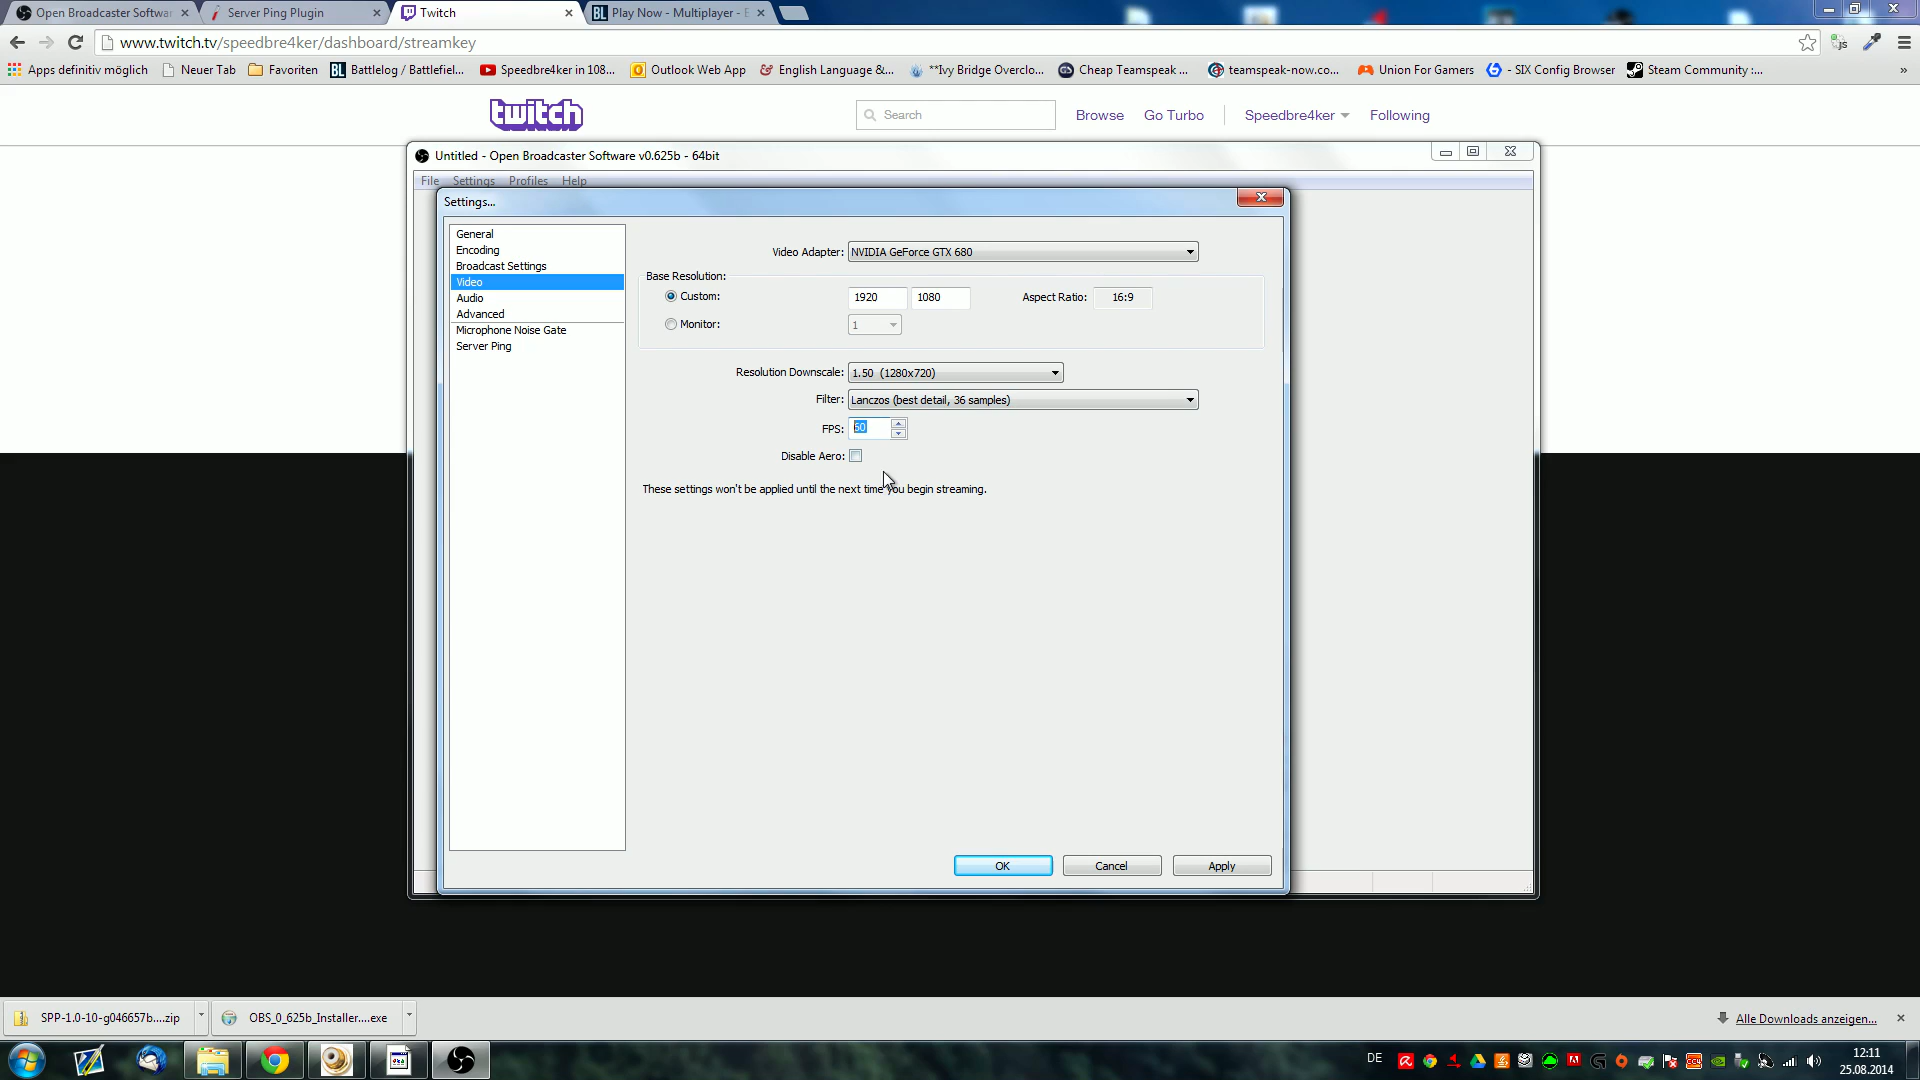 Open Broadcaster Softwa
Server Ping Plugin
Twitch
BL Play Now - Multiplayer - B
www.twitch.tv/speedbre4ker/dashboard/streamkey
js
Apps definitiv möglich
Neuer Tab
Favoriten
BL Battlelog / Battlefiel...
Speedbre4ker in 108...
Outlook Web App
English Language &...
**Ivy Bridge Overclo...
Cheap Teamspeak ...
teamspeak-now.co...
Union For Gamers
- SIX Config Browser
Steam Community :...
»
twitch
Search
Browse
Go Turbo
Speedbre4ker
Following
Untitled - Open Broadcaster Software v0.625b - 64bit
File
Settings
Profiles
Help
Settings...
General
Encoding
Broadcast Settings
Video
Audio
Advanced
Microphone Noise Gate
Server Ping
Video Adapter: NVIDIA GeForce GTX 680
Base Resolution:
Custom: 1920 1080 Aspect Ratio: 16:9
Monitor: 1
Resolution Downscale: 1.50 (1280x720)
Filter: Lanczos (best detail, 36 samples)
FPS: 60
Disable Aero:
These settings won't be applied until the next time you begin streaming.
OK
Cancel
Apply
SPP-1.0-10-g046657b....zip
OBS_0_625b_Installer....exe
Alle Downloads anzeigen...
DE
12:11
25.08.2014